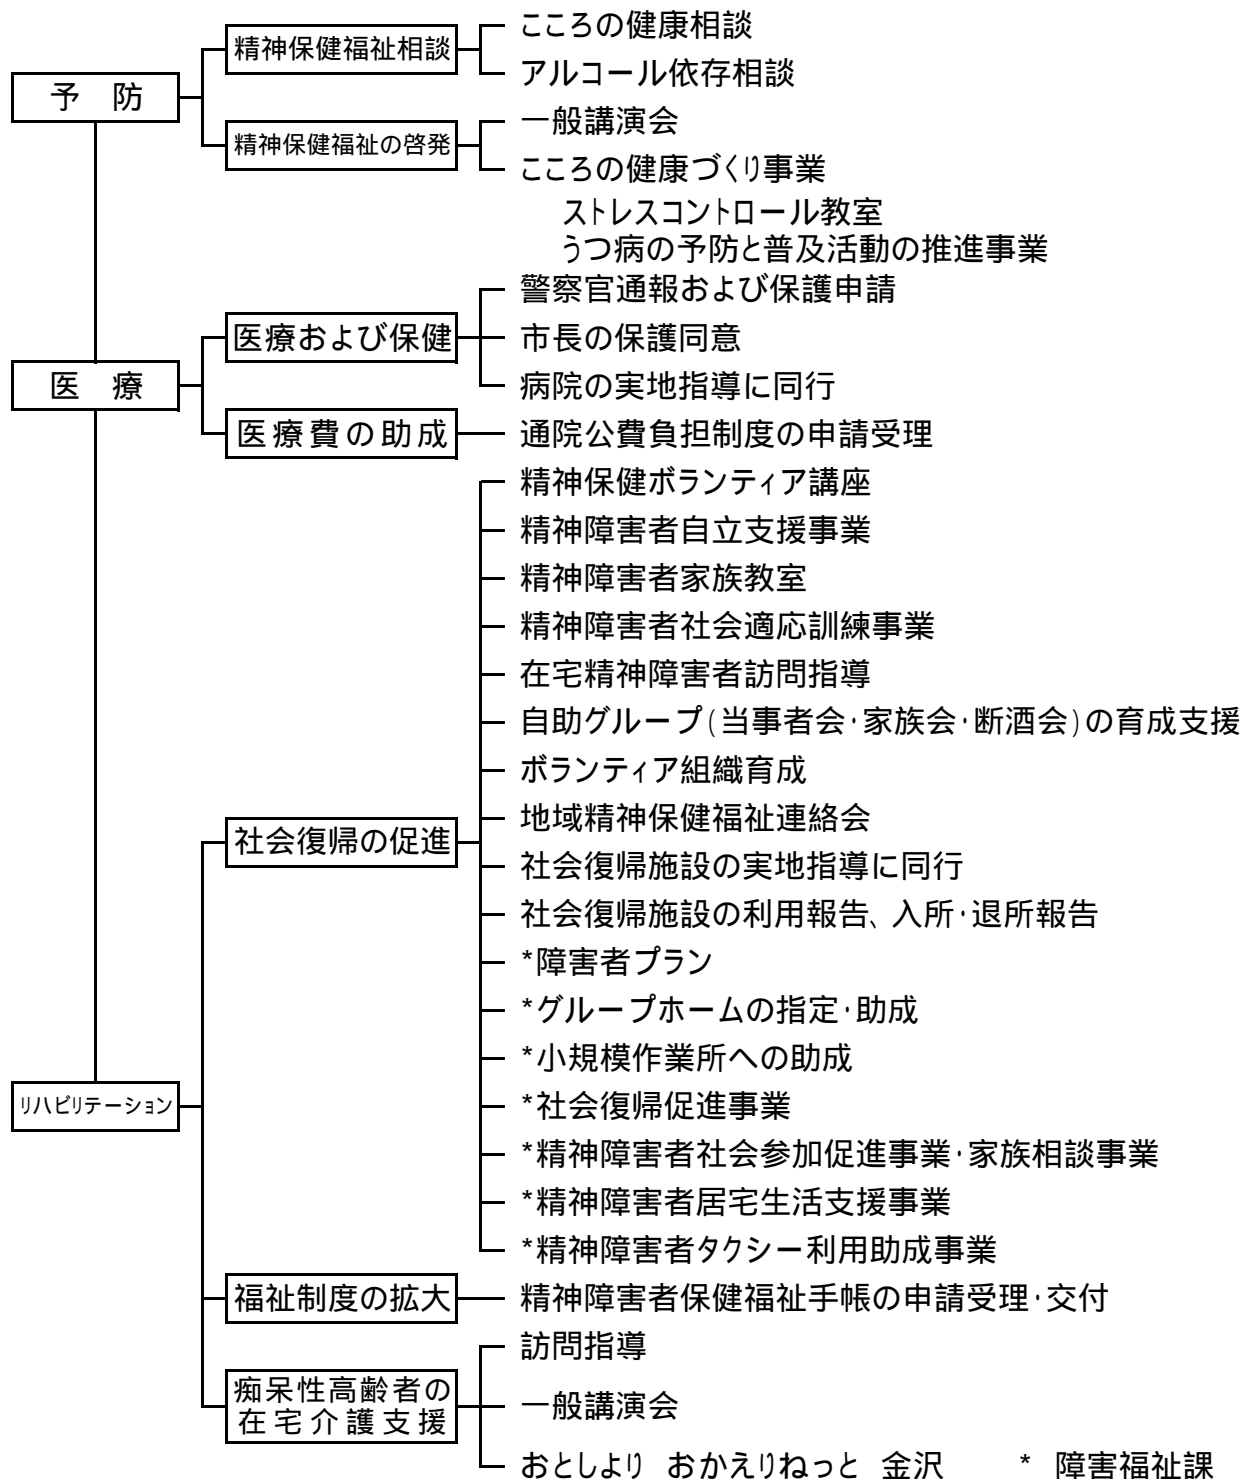 精神保健福祉相談
こころの健康相談
アルコール依存相談
予 防
精神保健福祉の啓発
一般講演会
こころの健康づくり事業
ストレスコントロール教室
うつ病の予防と普及活動の推進事業
医 療
医療および保健
警察官通報および保護申請
市長の保護同意
病院の実地指導に同行
医療費の助成
通院公費負担制度の申請受理
リハビリテーション
社会復帰の促進
精神保健ボランティア講座
精神障害者自立支援事業
精神障害者家族教室
精神障害者社会適応訓練事業
在宅精神障害者訪問指導
自助グループ(当事者会・家族会・断酒会)の育成支援
ボランティア組織育成
地域精神保健福祉連絡会
社会復帰施設の実地指導に同行
社会復帰施設の利用報告、入所・退所報告
*障害者プラン
*グループホームの指定・助成
*小規模作業所への助成
*社会復帰促進事業
*精神障害者社会参加促進事業・家族相談事業
*精神障害者居宅生活支援事業
*精神障害者タクシー利用助成事業
福祉制度の拡大
精神障害者保健福祉手帳の申請受理・交付
痴呆性高齢者の
在宅介護支援
訪問指導
一般講演会
おとしより おかえりねっと 金沢
* 障害福祉課